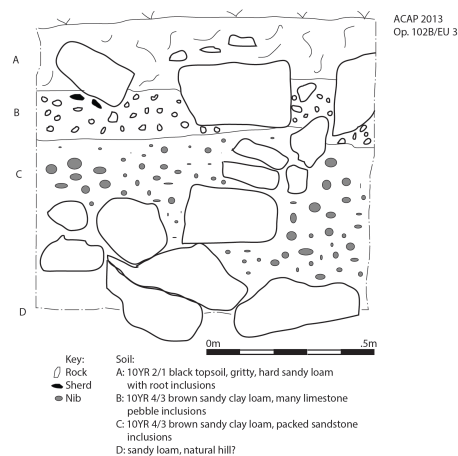 ACAP 2013
Op. 102B/EU 3
A
B
C
D
0m
.5m
Key:
Rock
Sherd
Nib
Soil:
A: 10YR 2/1 black topsoil, gritty, hard sandy loam
with root inclusions
B: 10YR 4/3 brown sandy clay loam, many limestone
pebble inclusions
C: 10YR 4/3 brown sandy clay loam, packed sandstone
inclusions
D: sandy loam, natural hill?